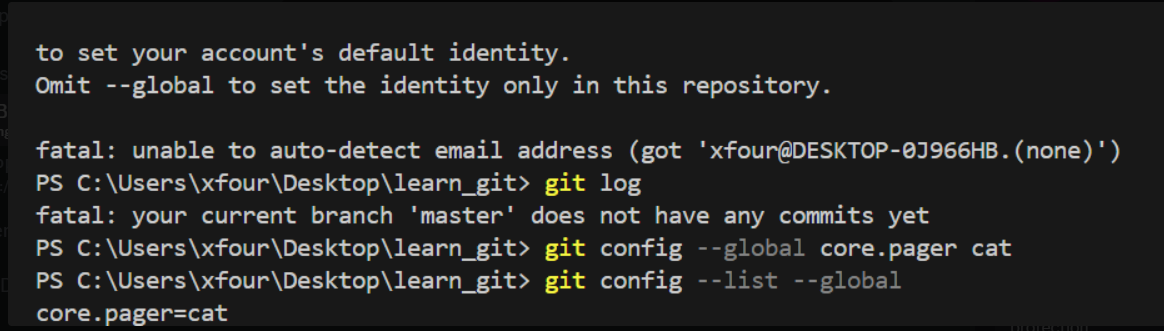 to set your account's default identity.
Omit --global to set the identity only in this repository.
fatal: unable to auto-detect email address (got 'xfour@DESKTOP-0J966HB.(none)')
PS C:\Users\xfour\Desktop\learn_git> git log
fatal: your current branch 'master' does not have any commits yet
PS C:\Users\xfour\Desktop\learn_git> git config --global core.pager cat
PS C:\Users\xfour\Desktop\learn_git> git config --list --global
core.pager=cat